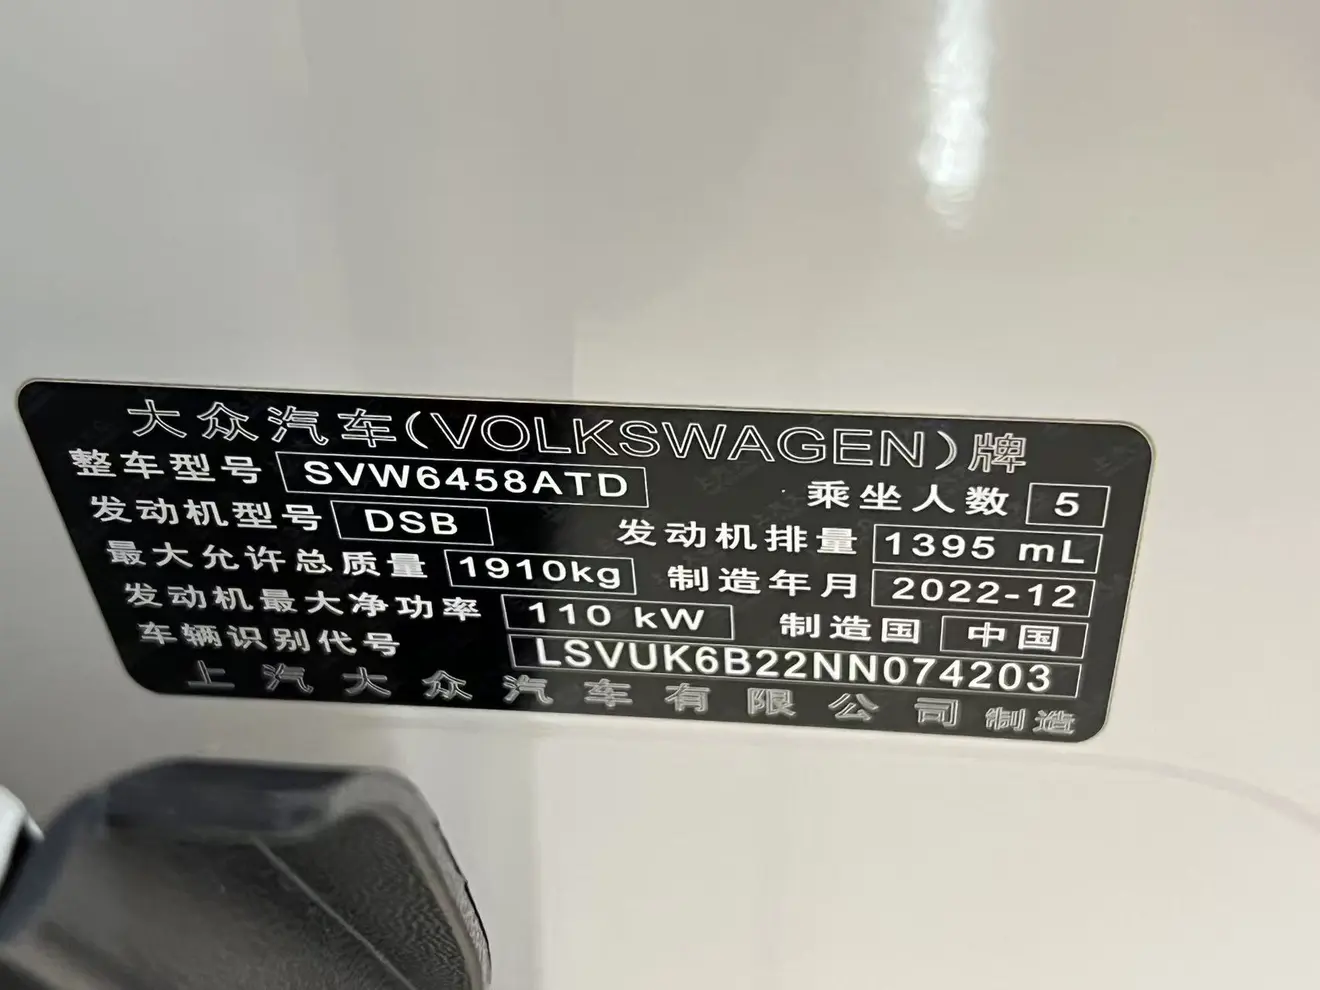 大众汽车(VOLKSWAGEN)牌
整车型号 SVW6458ATD 乘坐人数 5
发动机型号 DSB 发动机排量 1395 mL
最大允许总质量 1910kg 制造年月 2022-12
发动机最大净功率 110 kW 制造国 中国
车辆识别代号 LSVUK6B22NN074203
上汽大众汽车有限公司 制造